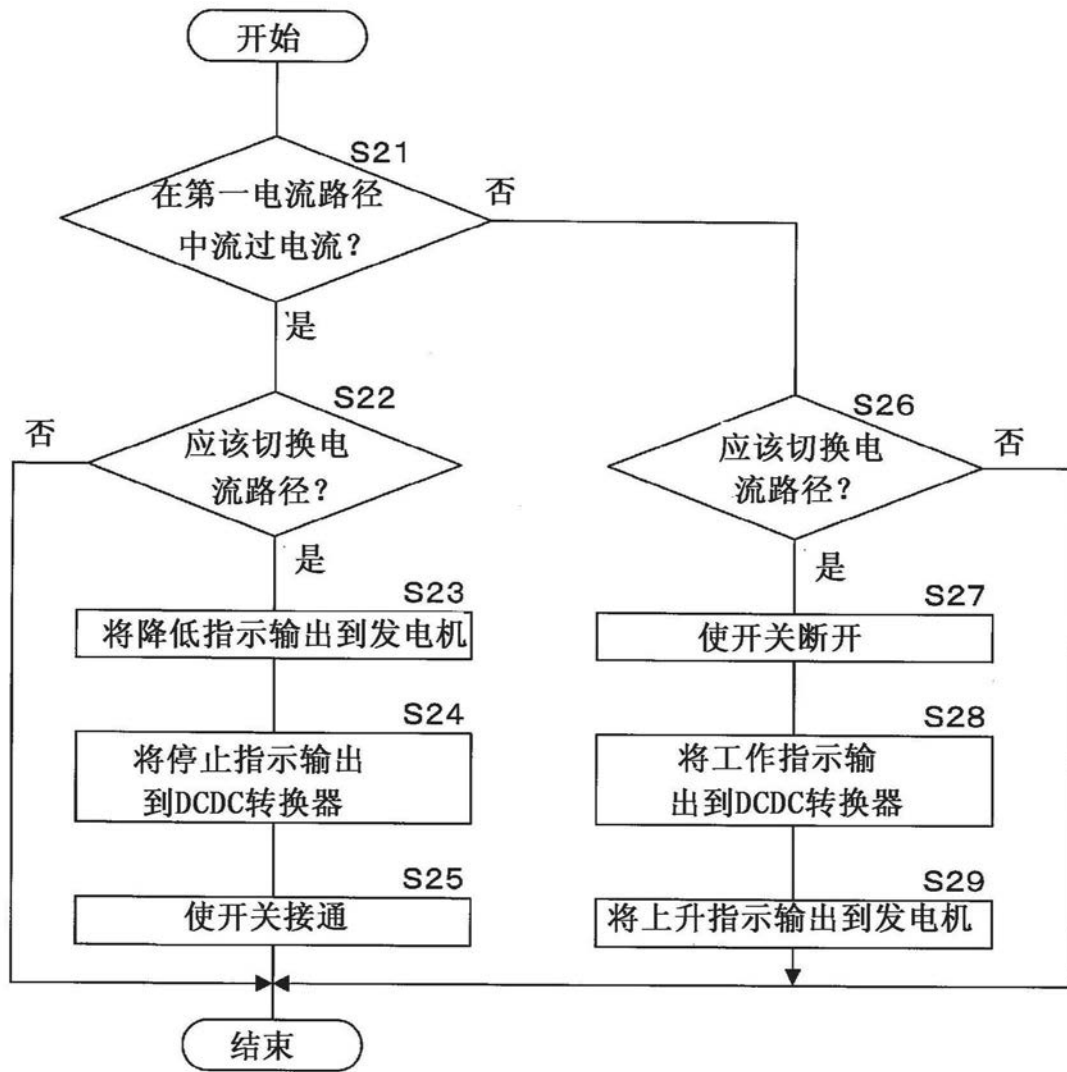 开始
S21
在第一电流路径
中流过电流？
否
是
S22
应该切换电
流路径？
否
是
S23
将降低指示输出到发电机
S24
将停止指示输出
到DCDC转换器
S25
使开关接通
S26
应该切换电
流路径？
否
是
S27
使开关断开
S28
将工作指示输
出到DCDC转换器
S29
将上升指示输出到发电机
结束